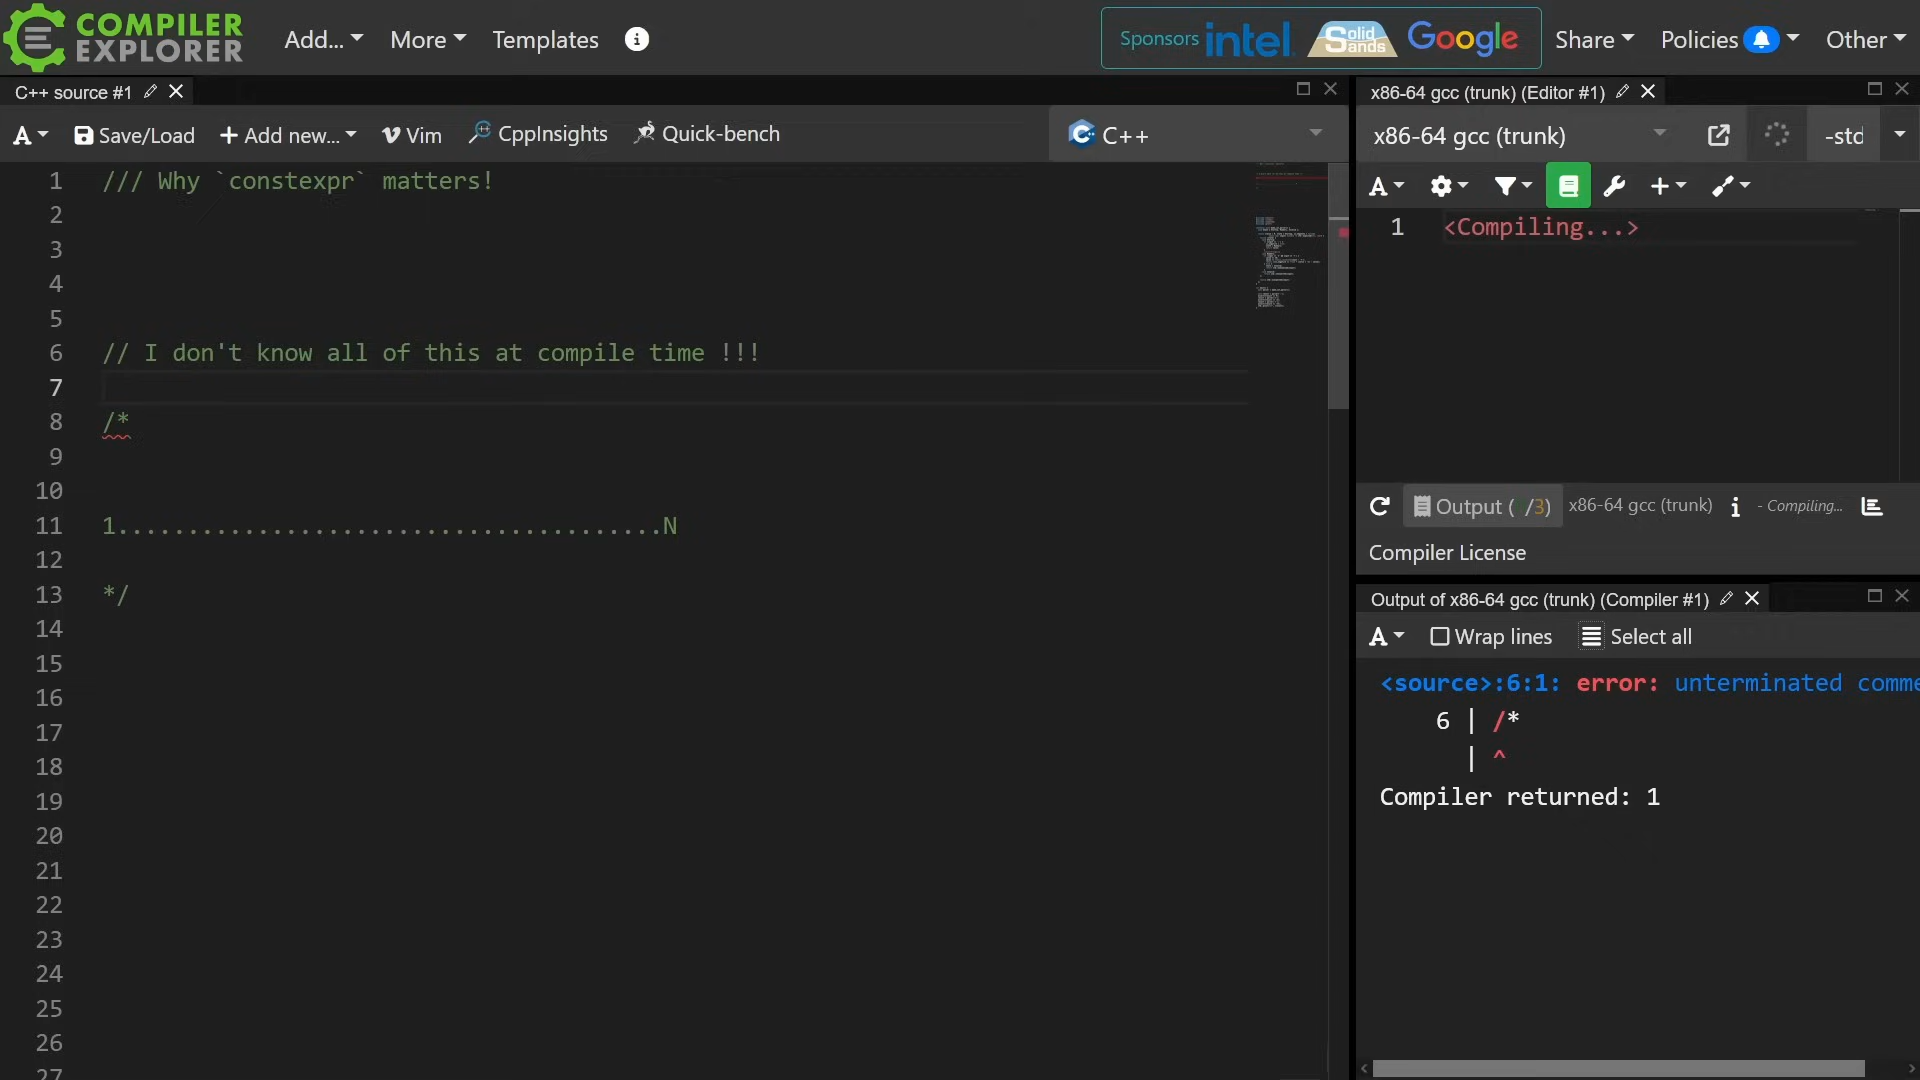 COMPILER
EXPLORER
Add...
More
Templates
Sponsors intel Solid Sands Google
Share
Policies
Other
C++ source #1
A
Save/Load
+ Add new...
Vim
CppInsights
Quick-bench
C++
1 /// Why `constexpr` matters!
2
3
4
5
6 // I don't know all of this at compile time !!!
7
8 /*
9
10
11 1.......................................N
12
13 */
14
15
16
17
18
19
20
21
22
23
24
25
26
27
x86-64 gcc (trunk) (Editor #1)
x86-64 gcc (trunk)
-std
A
1 <Compiling...>
Output ( /3) x86-64 gcc (trunk) i - Compiling...
Compiler License
Output of x86-64 gcc (trunk) (Compiler #1)
A Wrap lines Select all
<source>:6:1: error: unterminated comme
6 | /*
| ^
Compiler returned: 1